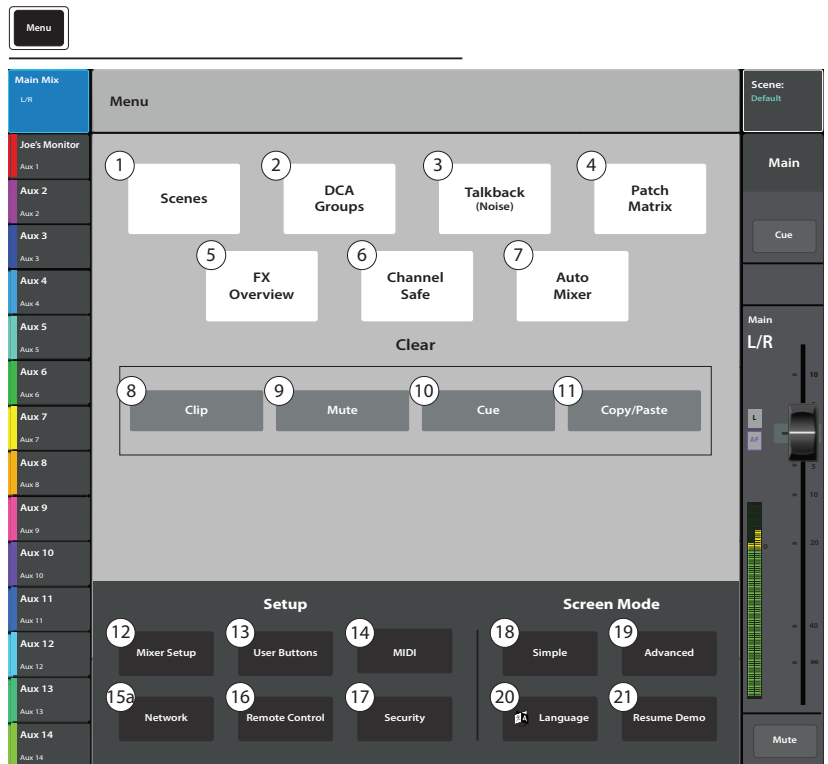 Menu
Main Mix
L/R
Menu
Scene:
Default
Joe's Monitor
Aux 1
Aux 2
Aux 2
Aux 3
Aux 3
Aux 4
Aux 4
Aux 5
Aux 5
Aux 6
Aux 6
Aux 7
Aux 7
Aux 8
Aux 8
Aux 9
Aux 9
Aux 10
Aux 10
Aux 11
Aux 11
Aux 12
Aux 12
Aux 13
Aux 13
Aux 14
Aux 14
1
Scenes
2
DCA
Groups
3
Talkback
(Noise)
4
Patch
Matrix
5
FX
Overview
6
Channel
Safe
7
Auto
Mixer
Clear
8
Clip
9
Mute
10
Cue
11
Copy/Paste
Setup
12
Mixer Setup
13
User Buttons
14
MIDI
15a
Network
16
Remote Control
17
Security
Screen Mode
18
Simple
19
Advanced
20
Language
21
Resume Demo
Main
Cue
Main
L/R
10
L
AF
5
10
0
20
40
Mute